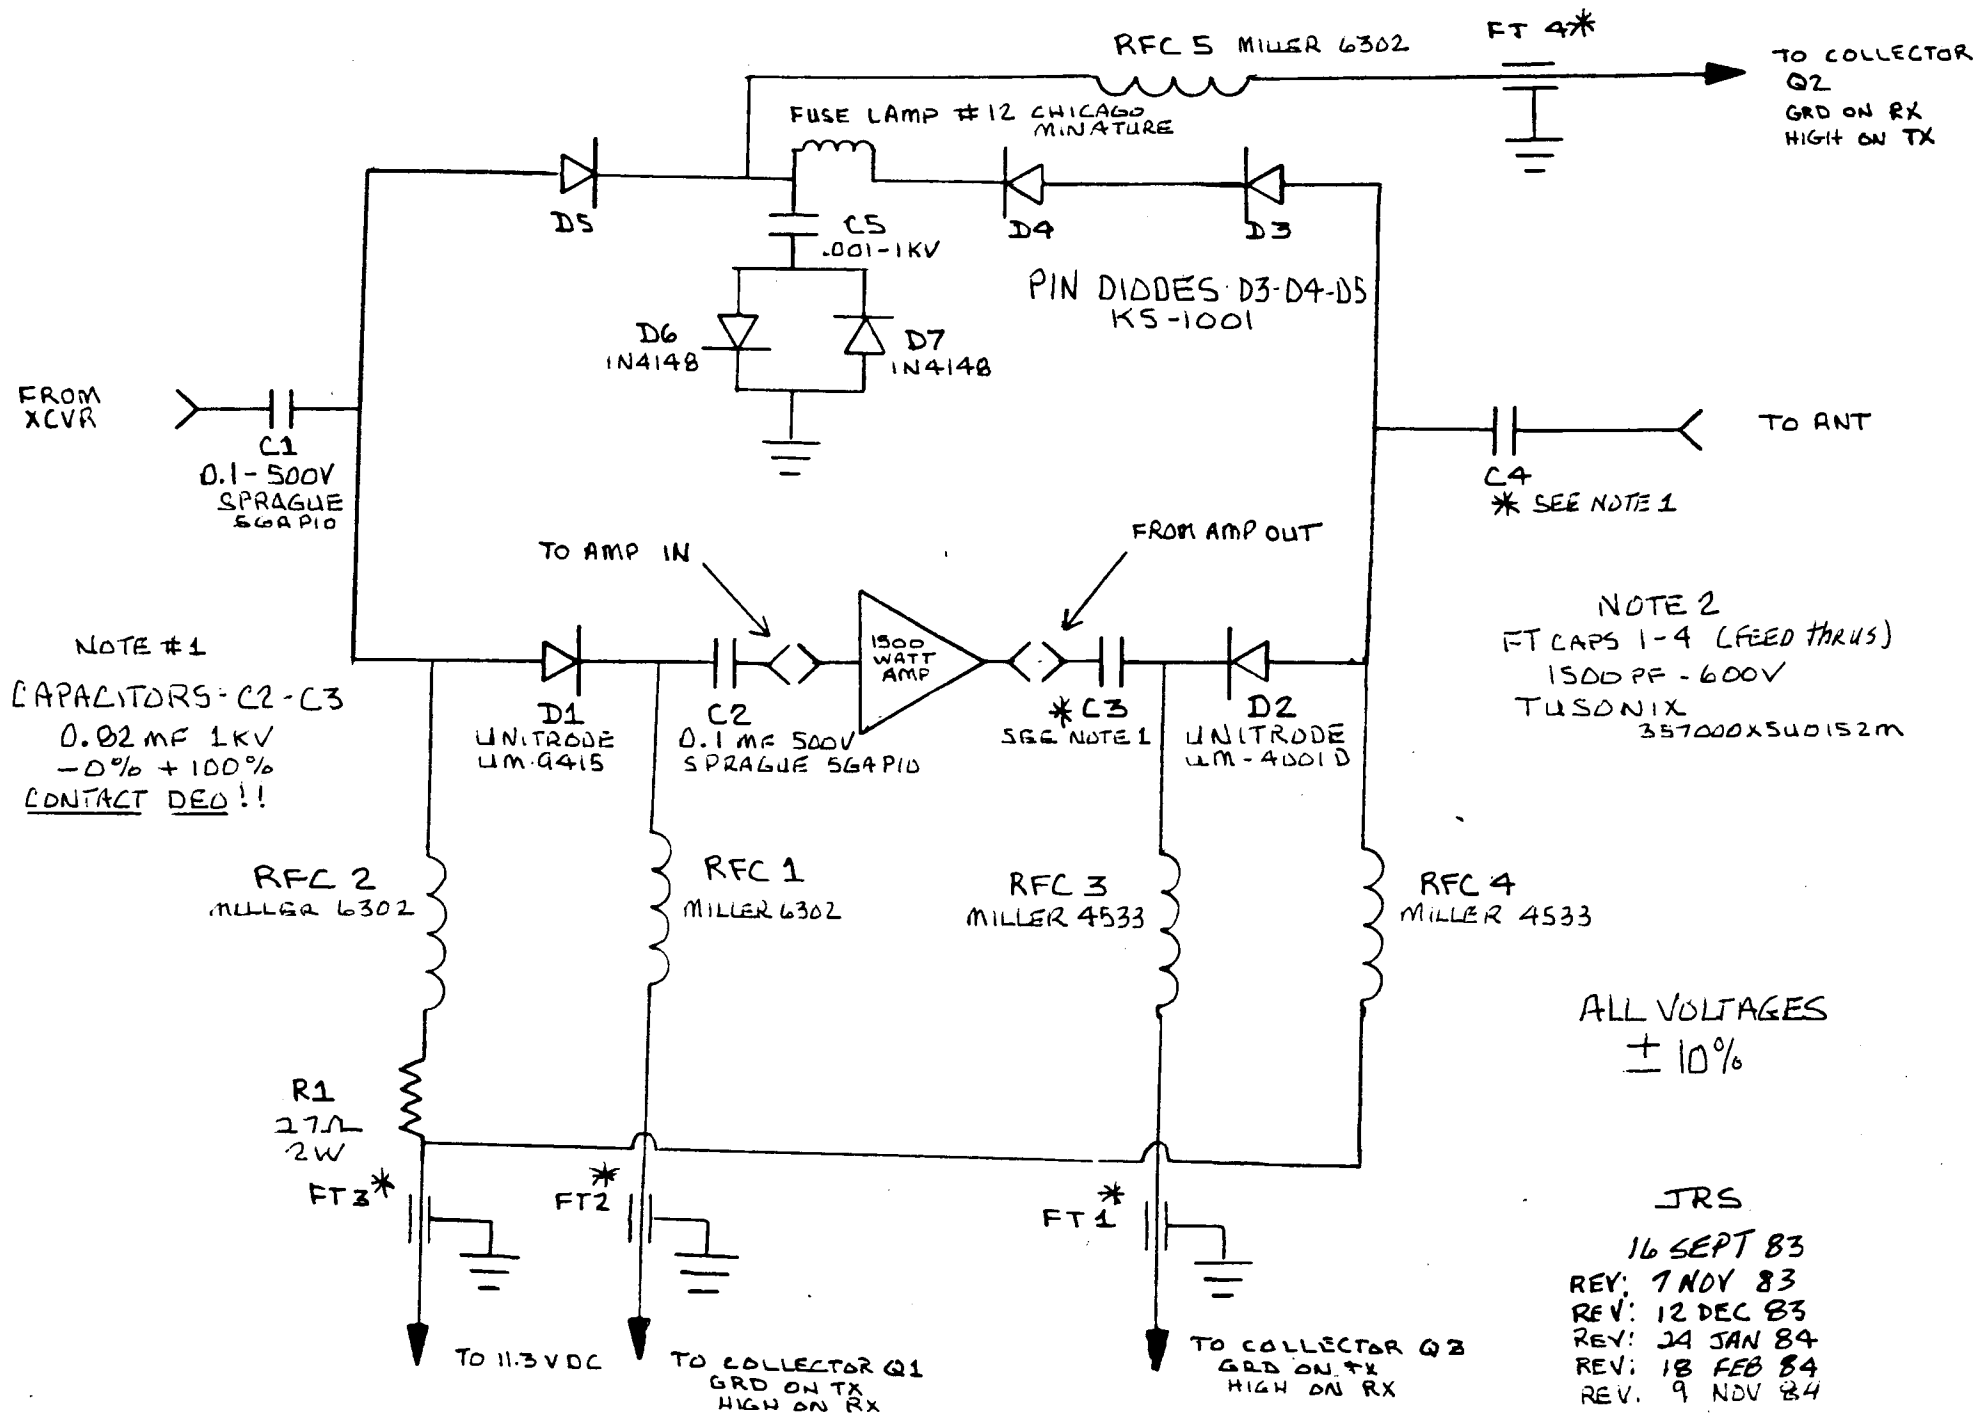 RFC 5 MILLER 6302
FT 4*
TO COLLECTOR
Q2
GRD ON RX
HIGH ON TX
FUSE LAMP #12 CHICAGO
MINATURE
D5
C5
.001-1KV
D4
D3
PIN DIODES D3-D4-D5
KS-1001
D6
1N4148
D7
1N4148
FROM
XCVR
C1
0.1-500V
SPRAGUE
5GAP10
TO ANT
C4
* SEE NOTE 1
TO AMP IN
FROM AMP OUT
1500
WATT
AMP
NOTE #1
CAPACITORS-C2-C3
0.02 MF 1KV
-0% +100%
CONTACT DEO!!
D1
UNITRODE
UM-9415
C2
0.1 MF 500V
SPRAGUE 5GAP10
* C3
SEE NOTE 1
D2
UNITRODE
UM-4001D
NOTE 2
FT CAPS 1-4 (FEED thRUS)
1500 PF - 600V
TUSONIX
357000X5U0152M
RFC 2
MILLER 6302
RFC 1
MILLER 6302
RFC 3
MILLER 4533
RFC 4
MILLER 4533
ALL VOLTAGES
± 10%
R1
27Ω
2W
FT3*
FT2*
FT1*
TO 11.3 VDC
TO COLLECTOR Q1
GRD ON TX
HIGH ON RX
TO COLLECTOR Q3
GRD ON TX
HIGH ON RX
JRS
16 SEPT 83
REV: 7 NOV 83
REV: 12 DEC 83
REV: 24 JAN 84
REV: 18 FEB 84
REV. 9 NOV 84